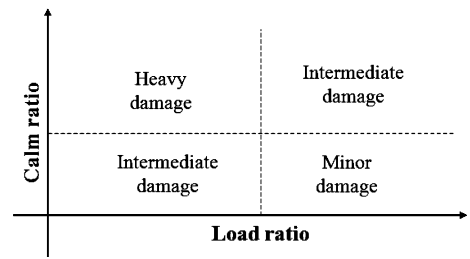 Calm ratio
Heavy
damage
Intermediate
damage
Intermediate
damage
Minor
damage
Load ratio